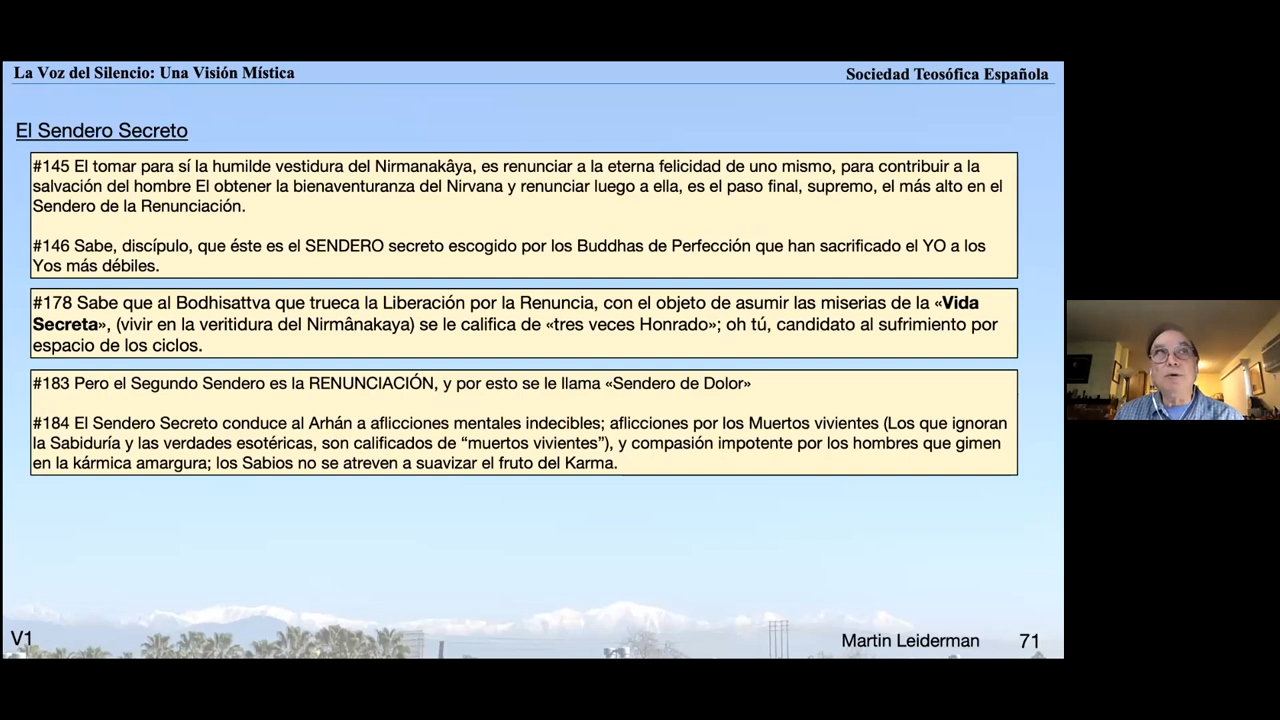 La Voz del Silencio: Una Visión Mística
Sociedad Teosófica Española
El Sendero Secreto
#145 El tomar para sí la humilde vestidura del Nirmanakâya, es renunciar a la eterna felicidad de uno mismo, para contribuir a la
salvación del hombre El obtener la bienaventuranza del Nirvana y renunciar luego a ella, es el paso final, supremo, el más alto en el
Sendero de la Renunciación.
#146 Sabe, discípulo, que éste es el SENDERO secreto escogido por los Buddhas de Perfección que han sacrificado el YO a los
Yos más débiles.
#178 Sabe que al Bodhisattva que trueca la Liberación por la Renuncia, con el objeto de asumir las miserias de la «Vida
Secreta», (vivir en la veritidura del Nirmânakaya) se le califica de «tres veces Honrado»; oh tú, candidato al sufrimiento por
espacio de los ciclos.
#183 Pero el Segundo Sendero es la RENUNCIACIÓN, y por esto se le llama «Sendero de Dolor»
#184 El Sendero Secreto conduce al Arhán a aflicciones mentales indecibles; aflicciones por los Muertos vivientes (Los que ignoran
la Sabiduría y las verdades esotéricas, son calificados de “muertos vivientes”), y compasión impotente por los hombres que gimen
en la kármica amargura; los Sabios no se atreven a suavizar el fruto del Karma.
V1
Martin Leiderman
71